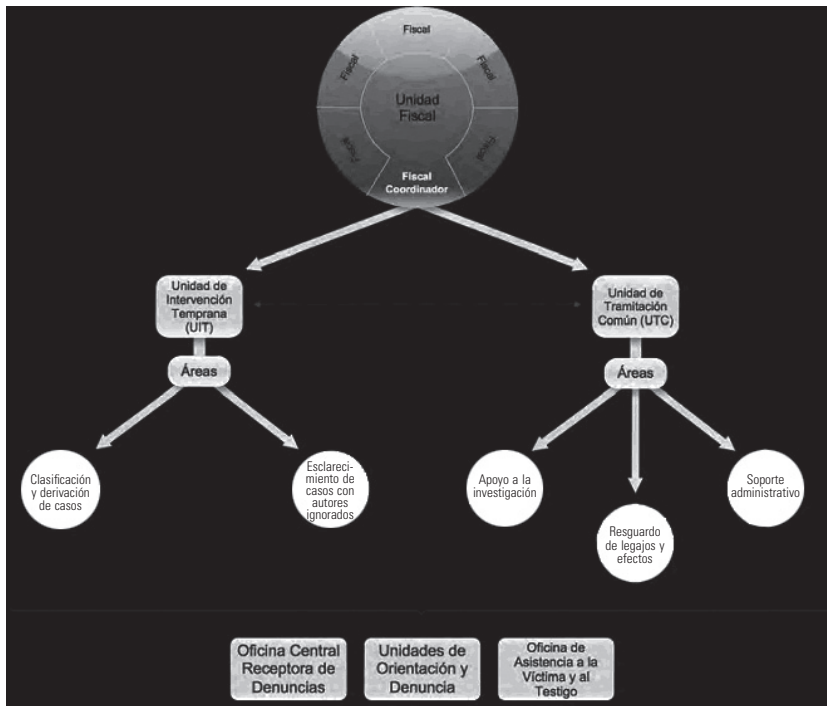 Fiscal
Fiscal
Fiscal
Unidad
Fiscal
Fiscal
Fiscal
Fiscal
Coordinador
Unidad de
Intervención
Temprana
(UIT)
Unidad de
Tramitación
Común (UTC)
Áreas
Áreas
Clasificación
y derivación
de casos
Esclareci-
miento de
casos con
autores
ignorados
Apoyo a la
investigación
Resguardo
de legajos y
efectos
Soporte
administrativo
Oficina Central
Receptora de
Denuncias
Unidades de
Orientación y
Denuncia
Oficina de
Asistencia a la
Víctima y al
Testigo